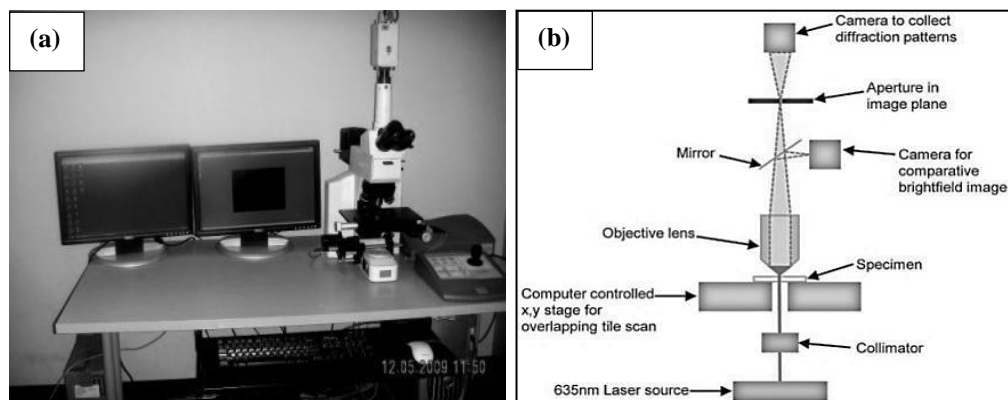 (a)
12.05.2009 11:50
(b)
Camera to collect
diffraction patterns
Aperture in
image plane
Mirror
Camera for
comparative
brightfield image
Objective lens
Specimen
Computer controlled
x,y stage for
overlapping tile scan
Collimator
635nm Laser source